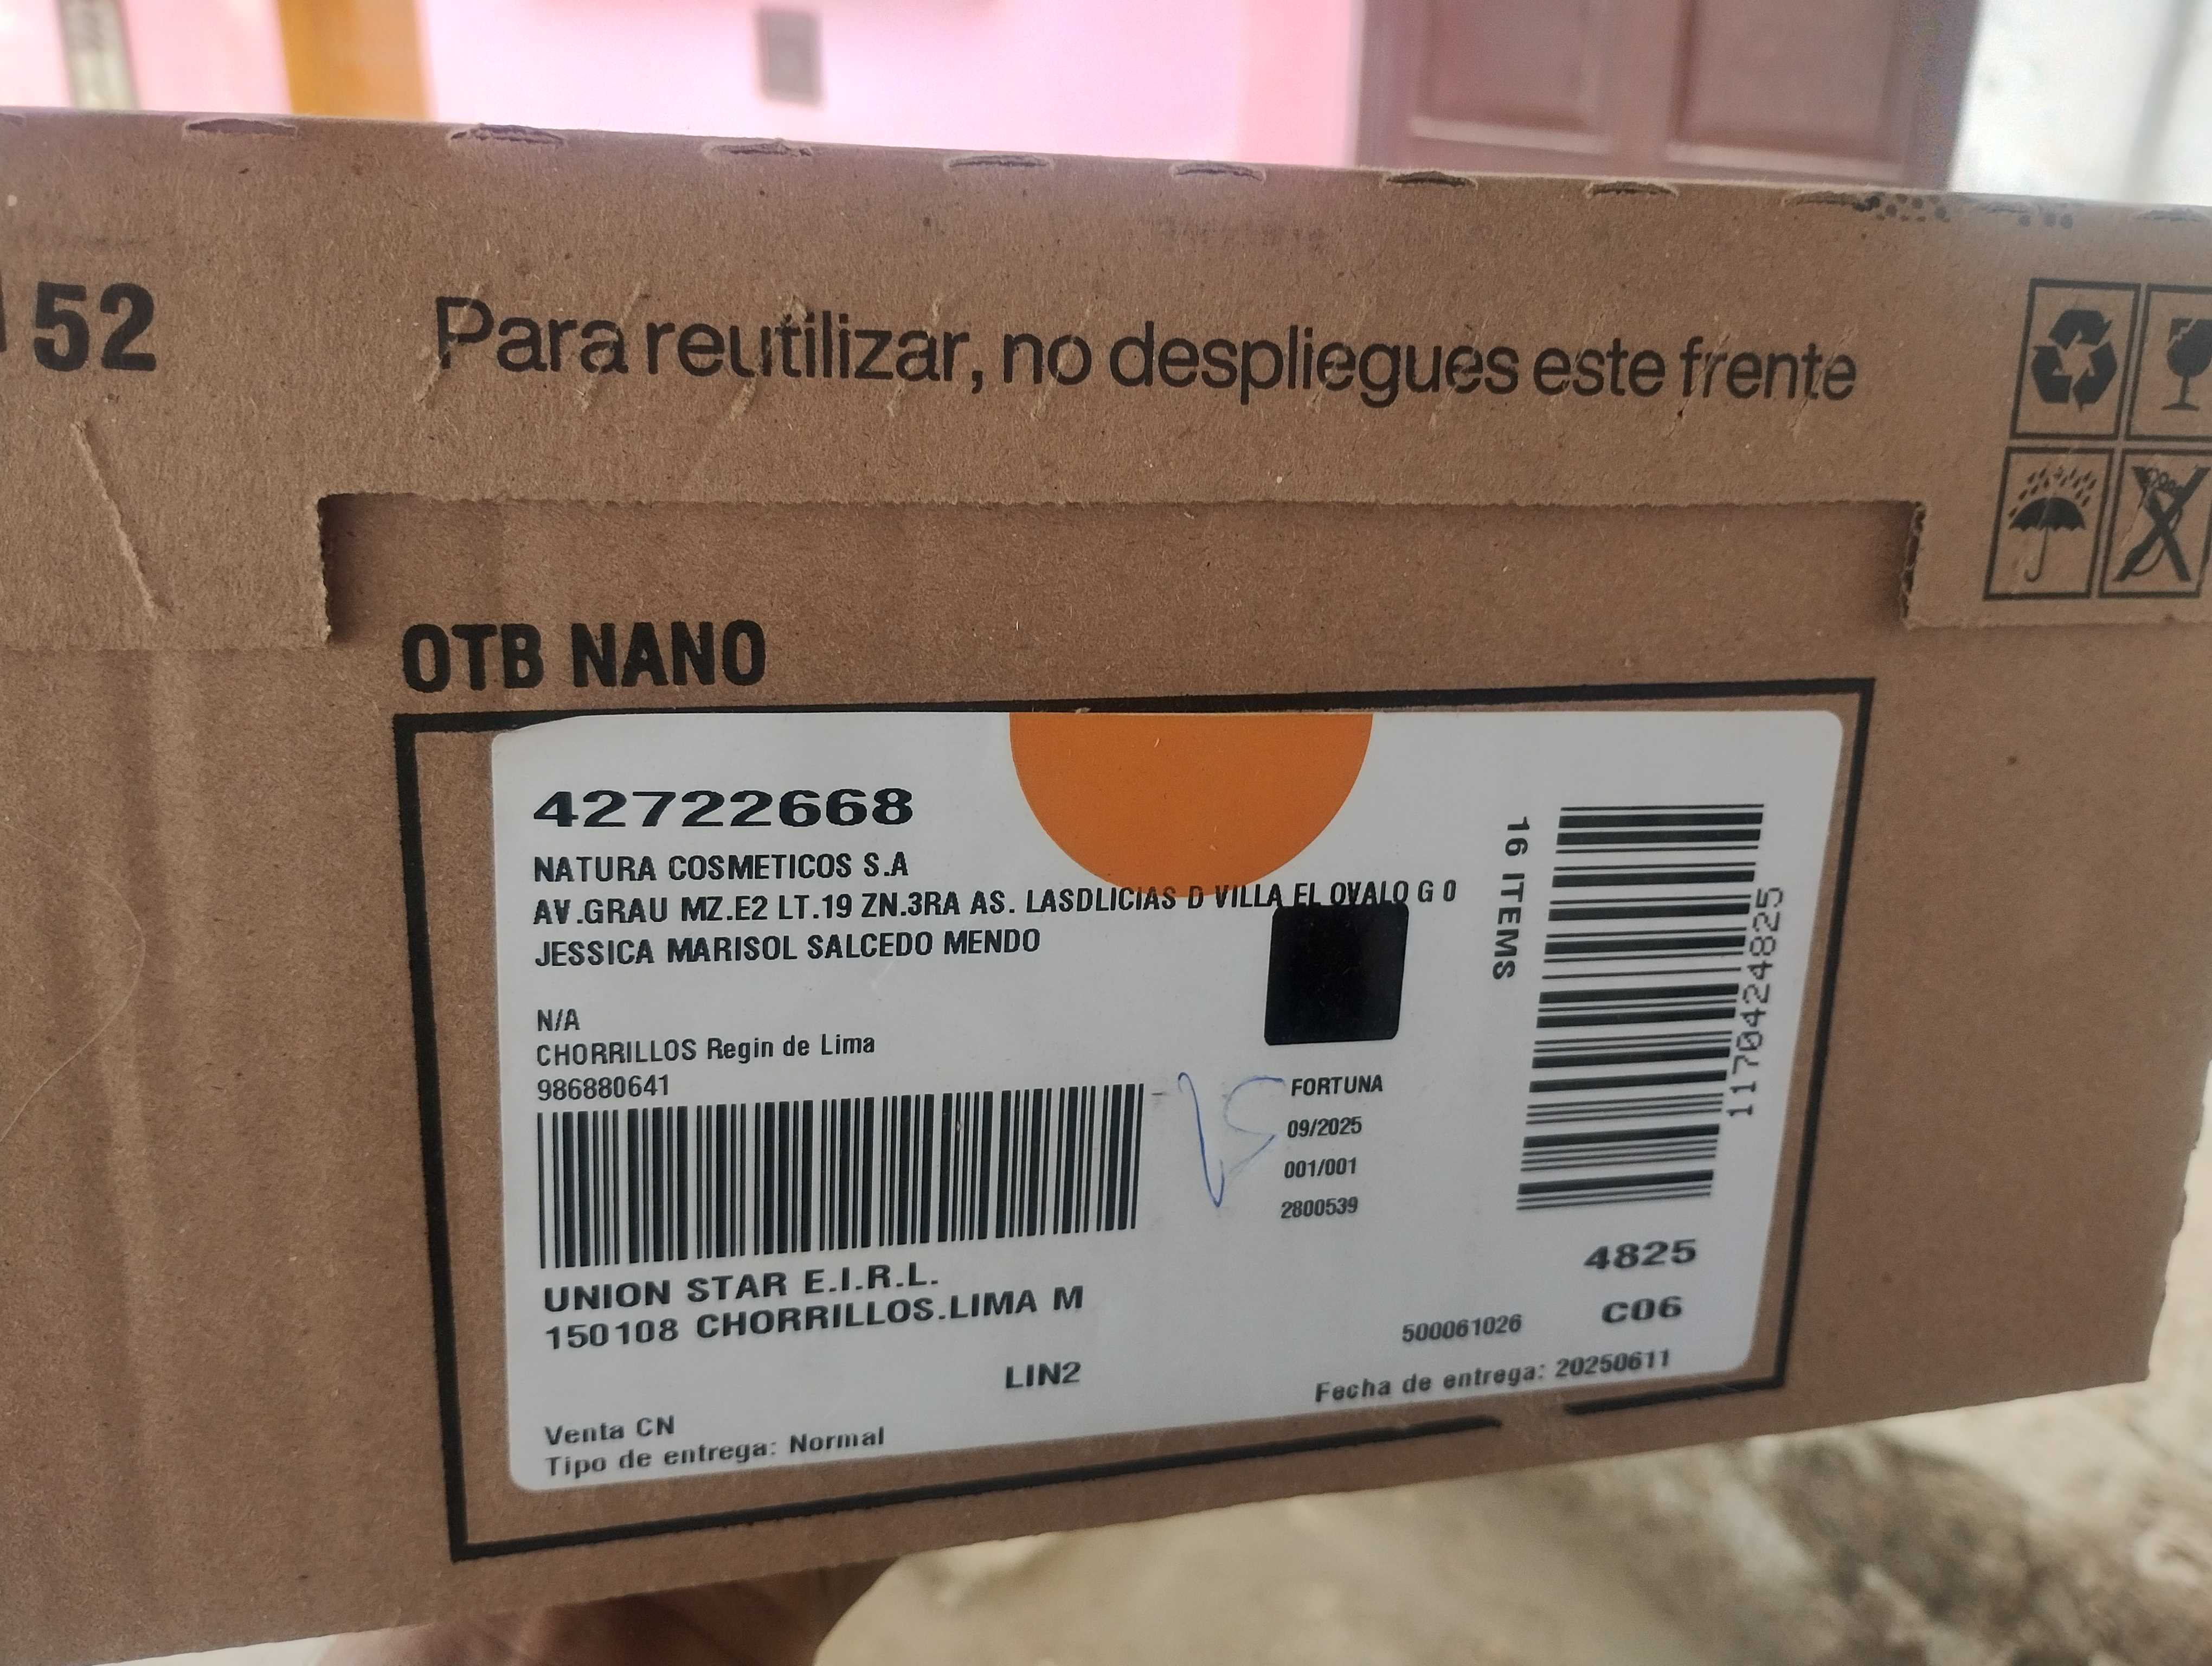 52
Para reutilizar, no despliegues este frente
OTB NANO
42722668
NATURA COSMETICOS S.A
AV.GRAU MZ.E2 LT.19 ZN.3RA AS. LASDLICIAS D VILLA EL OVALO G 0
JESSICA MARISOL SALCEDO MENDO
N/A
CHORRILLOS Regin de Lima
986880641
UNION STAR E.I.R.L.
150108 CHORRILLOS.LIMA M
LIN2
Venta CN
Tipo de entrega: Normal
FORTUNA
09/2025
001/001
2800539
16 ITEMS
1170424825
4825
C06
500061026
Fecha de entrega: 20250611